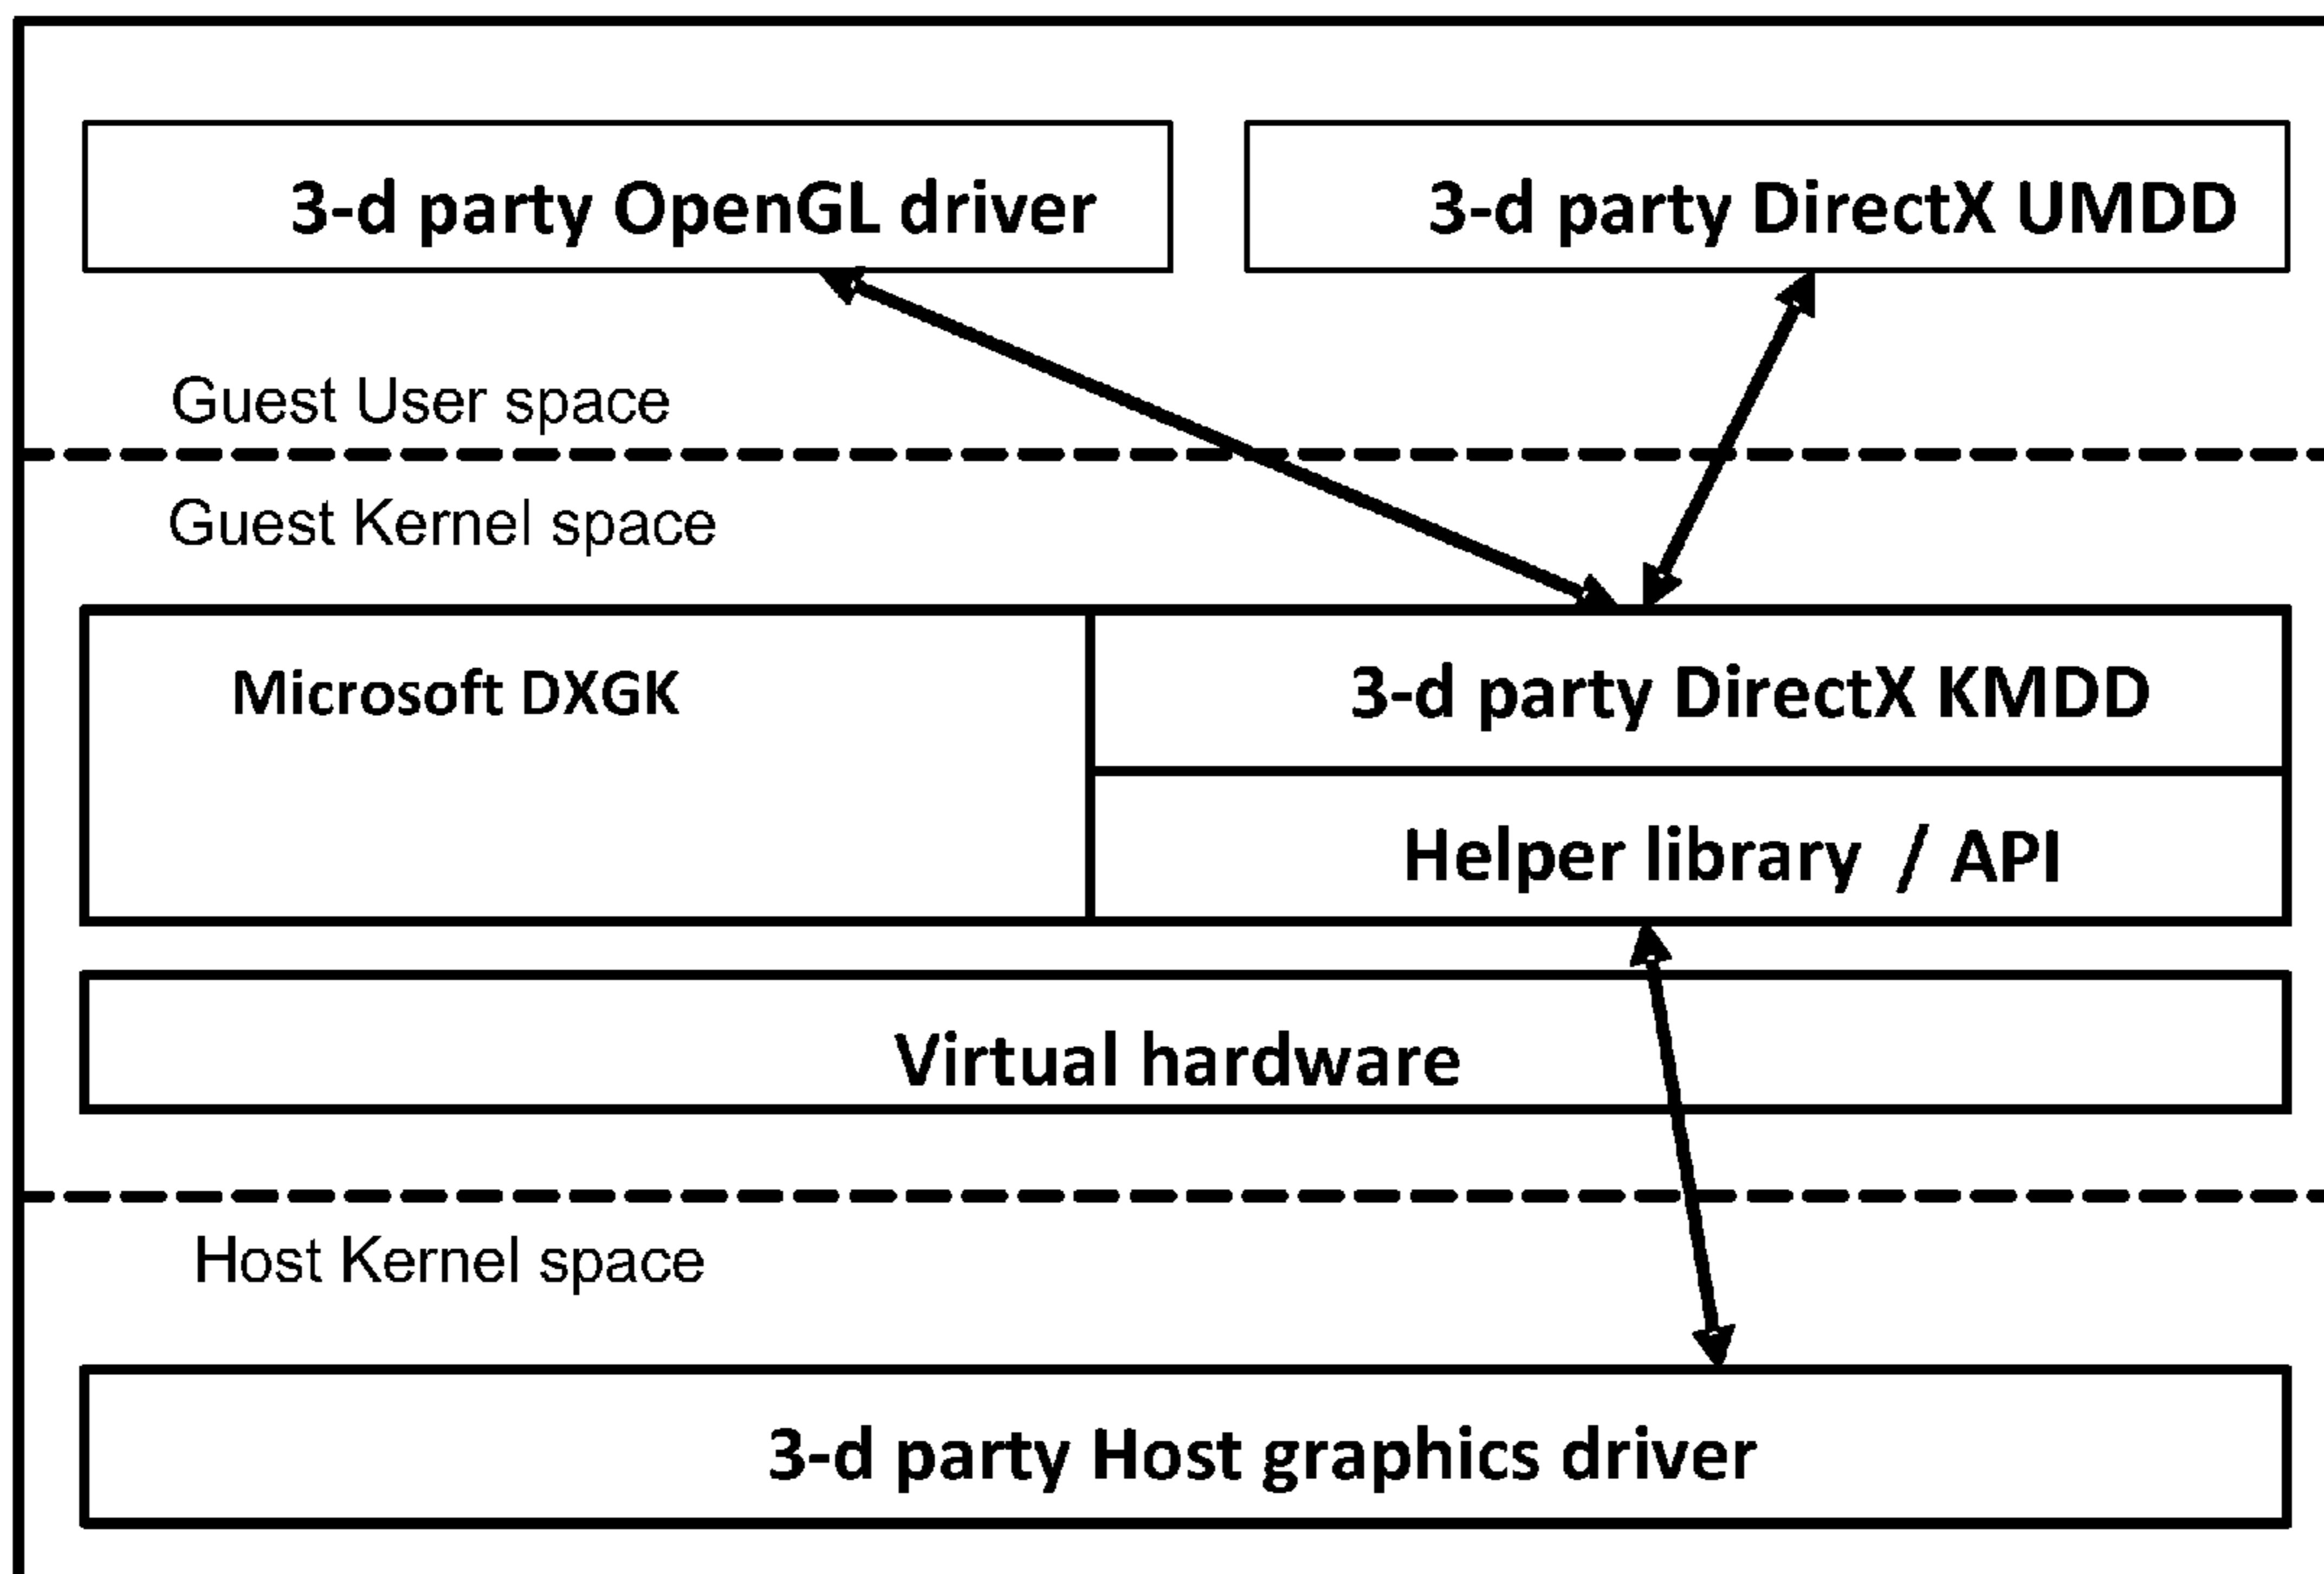 3-d party OpenGL driver
3-d party DirectX UMDD
Guest User space
Guest Kernel space
Microsoft DXGK
3-d party DirectX KMDD
Helper library / API
Virtual hardware
Host Kernel space
3-d party Host graphics driver